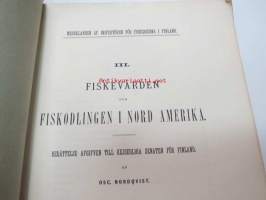 MEDDELANDEN AF INSPEKTÖREN FÖR FISKERIERNA I FINLAND.
III.
FISKEVÅRDEN
OCH
FISKODLINGEN I NORD AMERIKA.
BERÄTTELSE AFGIFVEN TILL KEJSERLIGA SENATEN FÖR FINLAND.
AF
OSC. NORDQVIST.